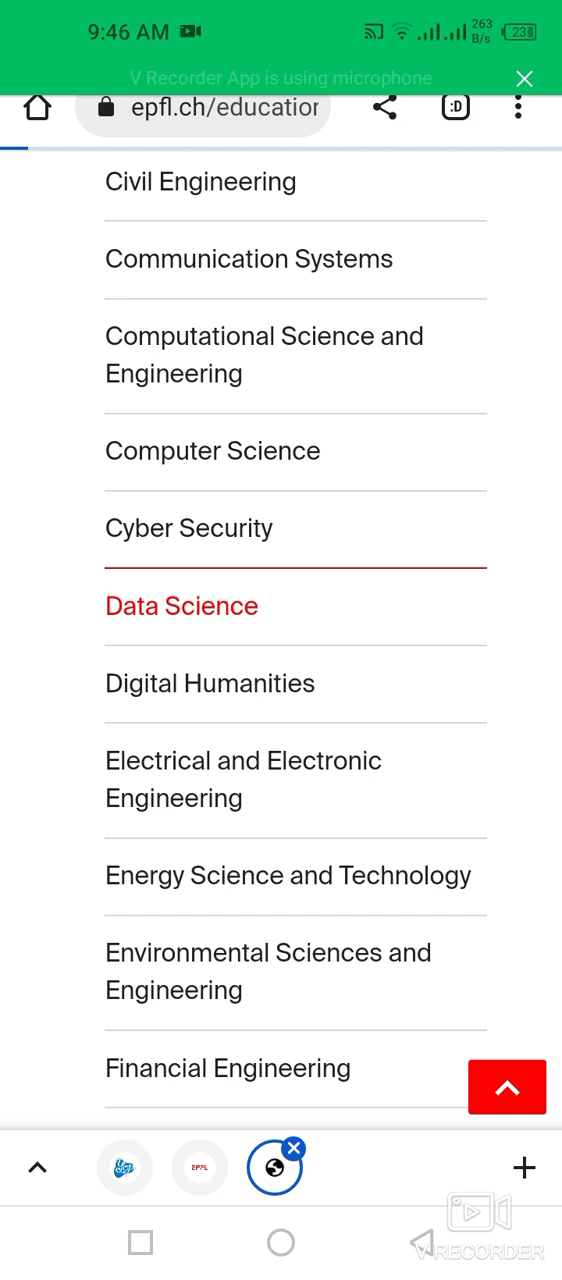 9:46 AM
263
B/s
23
V Recorder App is using microphone
epfl.ch/education
:D
Civil Engineering
Communication Systems
Computational Science and
Engineering
Computer Science
Cyber Security
Data Science
Digital Humanities
Electrical and Electronic
Engineering
Energy Science and Technology
Environmental Sciences and
Engineering
Financial Engineering
EPFL
VRECORDER